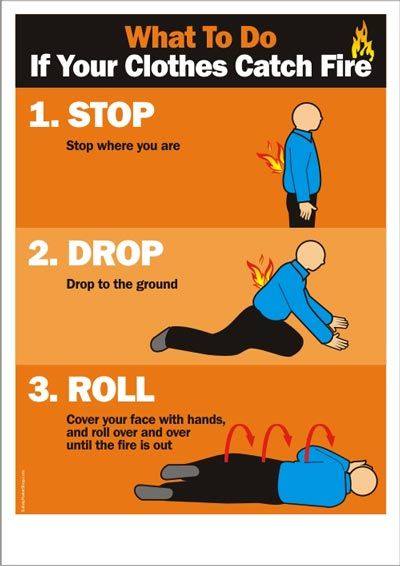 What To Do
If Your Clothes Catch Fire
1. STOP
Stop where you are
2. DROP
Drop to the ground
3. ROLL
Cover your face with hands,
and roll over and over
until the fire is out